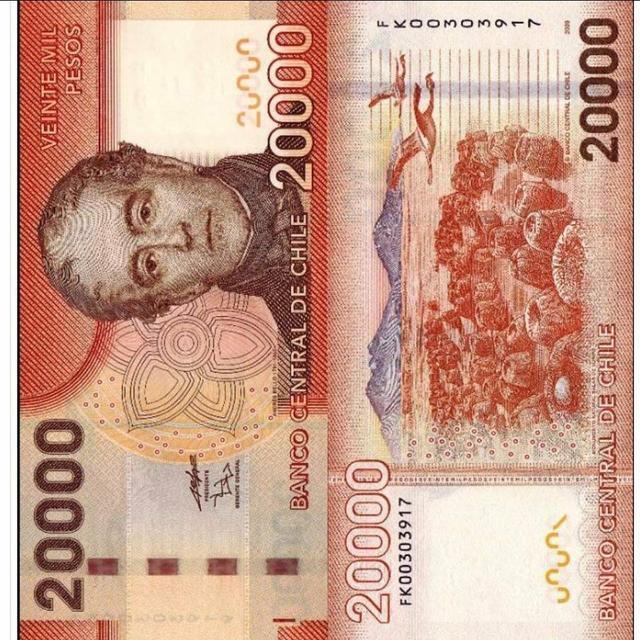 VEINTE MIL
PESOS
20000
20000
BANCO CENTRAL DE CHILE
PRESIDENTE
GERENTE GENERAL
20000
FK00303917
2009
20000
© BANCO CENTRAL DE CHILE
BANCO CENTRAL DE CHILE
20000
FK00303917